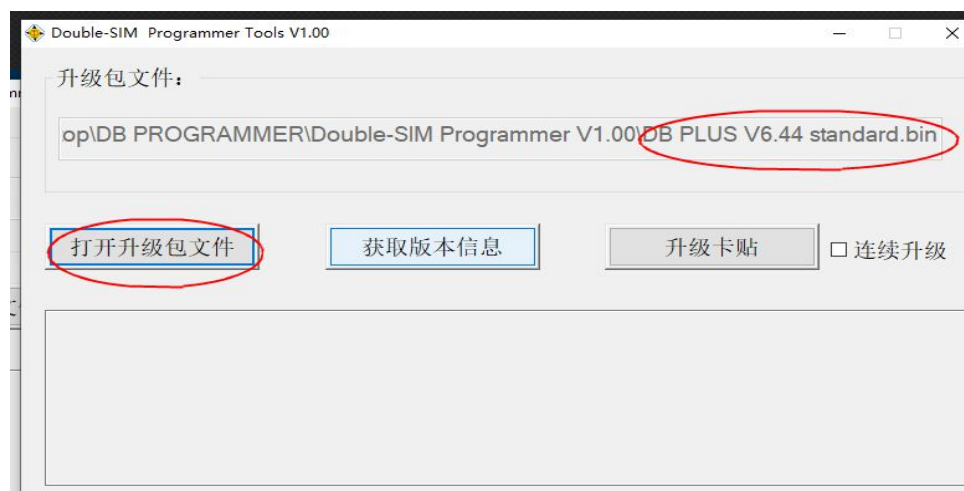 Double-SIM Programmer Tools V1.00
升级包文件:
op\DB PROGRAMMER\Double-SIM Programmer V1.00\DB PLUS V6.44 standard.bin
打开升级包文件
获取版本信息
升级卡贴
连续升级